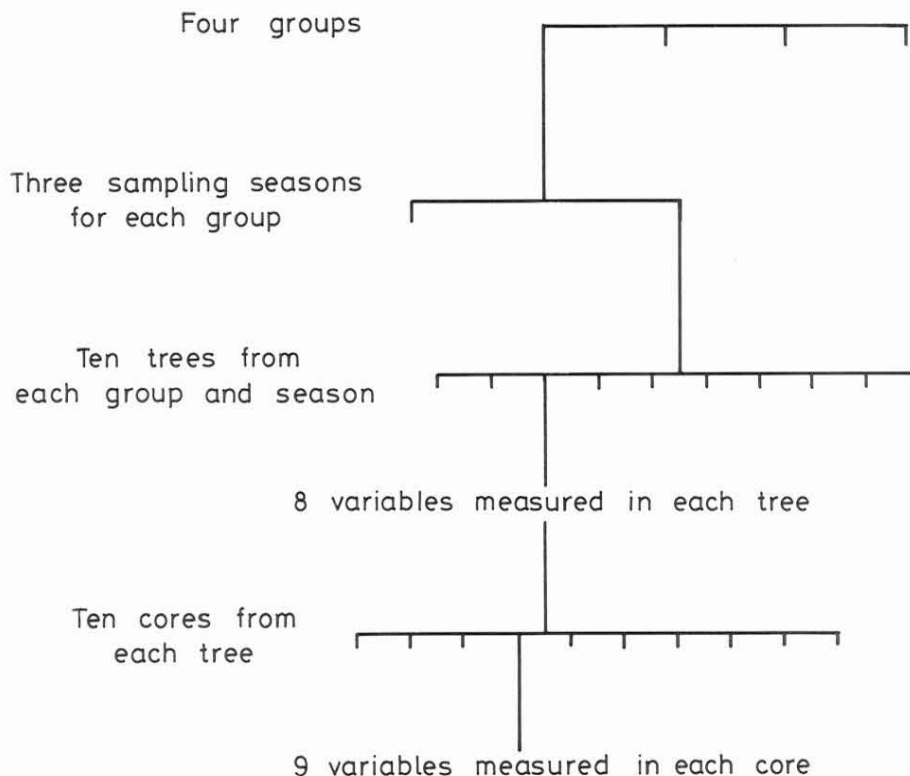 Four groups
Three sampling seasons
for each group
Ten trees from
each group and season
8 variables measured in each tree
Ten cores from
each tree
9 variables measured in each core